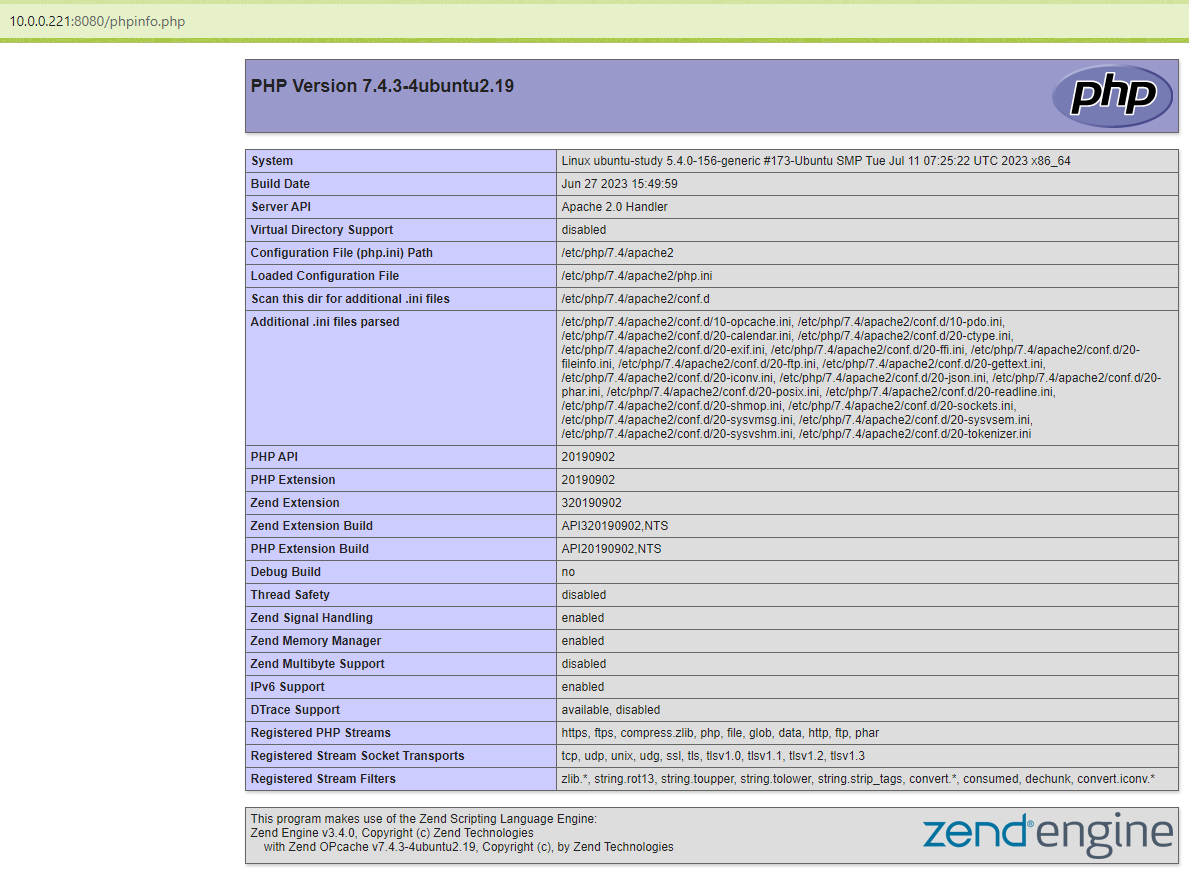 10.0.0.221:8080/phpinfo.php
PHP Version 7.4.3-4ubuntu2.19
php
System Linux ubuntu-study 5.4.0-156-generic #173-Ubuntu SMP Tue Jul 11 07:25:22 UTC 2023 x86_64
Build Date Jun 27 2023 15:49:59
Server API Apache 2.0 Handler
Virtual Directory Support disabled
Configuration File (php.ini) Path /etc/php/7.4/apache2
Loaded Configuration File /etc/php/7.4/apache2/php.ini
Scan this dir for additional .ini files /etc/php/7.4/apache2/conf.d
Additional .ini files parsed /etc/php/7.4/apache2/conf.d/10-opcache.ini, /etc/php/7.4/apache2/conf.d/10-pdo.ini,
/etc/php/7.4/apache2/conf.d/20-calendar.ini, /etc/php/7.4/apache2/conf.d/20-ctype.ini,
/etc/php/7.4/apache2/conf.d/20-exif.ini, /etc/php/7.4/apache2/conf.d/20-ffi.ini, /etc/php/7.4/apache2/conf.d/20-
fileinfo.ini, /etc/php/7.4/apache2/conf.d/20-ftp.ini, /etc/php/7.4/apache2/conf.d/20-gettext.ini,
/etc/php/7.4/apache2/conf.d/20-iconv.ini, /etc/php/7.4/apache2/conf.d/20-json.ini, /etc/php/7.4/apache2/conf.d/20-
phar.ini, /etc/php/7.4/apache2/conf.d/20-posix.ini, /etc/php/7.4/apache2/conf.d/20-readline.ini,
/etc/php/7.4/apache2/conf.d/20-shmop.ini, /etc/php/7.4/apache2/conf.d/20-sockets.ini,
/etc/php/7.4/apache2/conf.d/20-sysvmsg.ini, /etc/php/7.4/apache2/conf.d/20-sysvsem.ini,
/etc/php/7.4/apache2/conf.d/20-sysvshm.ini, /etc/php/7.4/apache2/conf.d/20-tokenizer.ini
PHP API 20190902
PHP Extension 20190902
Zend Extension 320190902
Zend Extension Build API320190902,NTS
PHP Extension Build API20190902,NTS
Debug Build no
Thread Safety disabled
Zend Signal Handling enabled
Zend Memory Manager enabled
Zend Multibyte Support disabled
IPv6 Support enabled
DTrace Support available, disabled
Registered PHP Streams https, ftps, compress.zlib, php, file, glob, data, http, ftp, phar
Registered Stream Socket Transports tcp, udp, unix, udg, ssl, tls, tlsv1.0, tlsv1.1, tlsv1.2, tlsv1.3
Registered Stream Filters zlib.*, string.rot13, string.toupper, string.tolower, string.strip_tags, convert.*, consumed, dechunk, convert.iconv.*
This program makes use of the Zend Scripting Language Engine:
Zend Engine v3.4.0, Copyright (c) Zend Technologies
with Zend OPcache v7.4.3-4ubuntu2.19, Copyright (c), by Zend Technologies
zend® engine